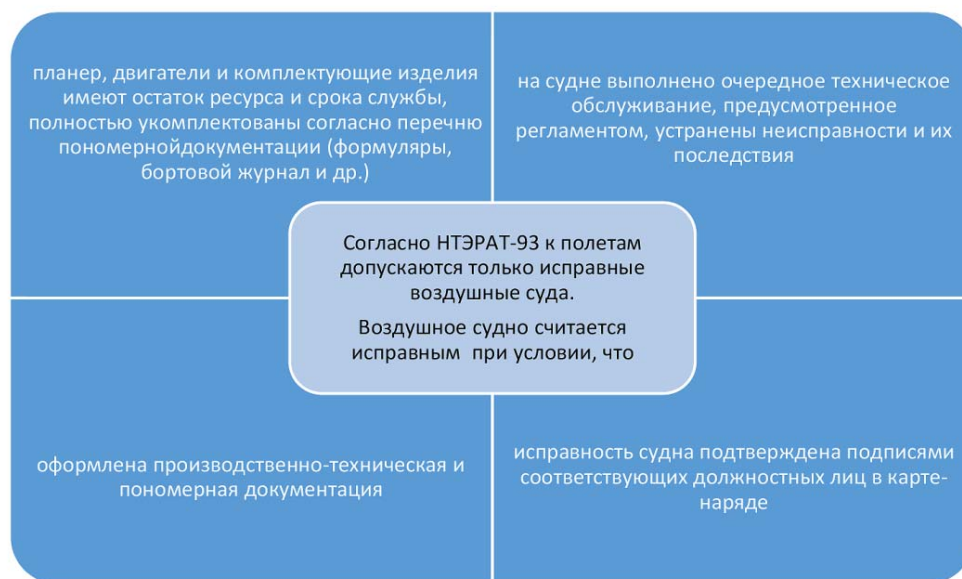 планер, двигатели и комплектующие изделия
имеют остаток ресурса и срока службы,
полностью укомплектованы согласно перечню
пономернойдокументации (формуляры,
бортовой журнал и др.)
на судне выполнено очередное техническое
обслуживание, предусмотренное
регламентом, устранены неисправности и их
последствия
Согласно НТЭРАТ-93 к полетам
допускаются только исправные
воздушные суда.
Воздушное судно считается
исправным при условии, что
оформлена производственно-техническая и
пономерная документация
исправность судна подтверждена подписями
соответствующих должностных лиц в карте-
наряде